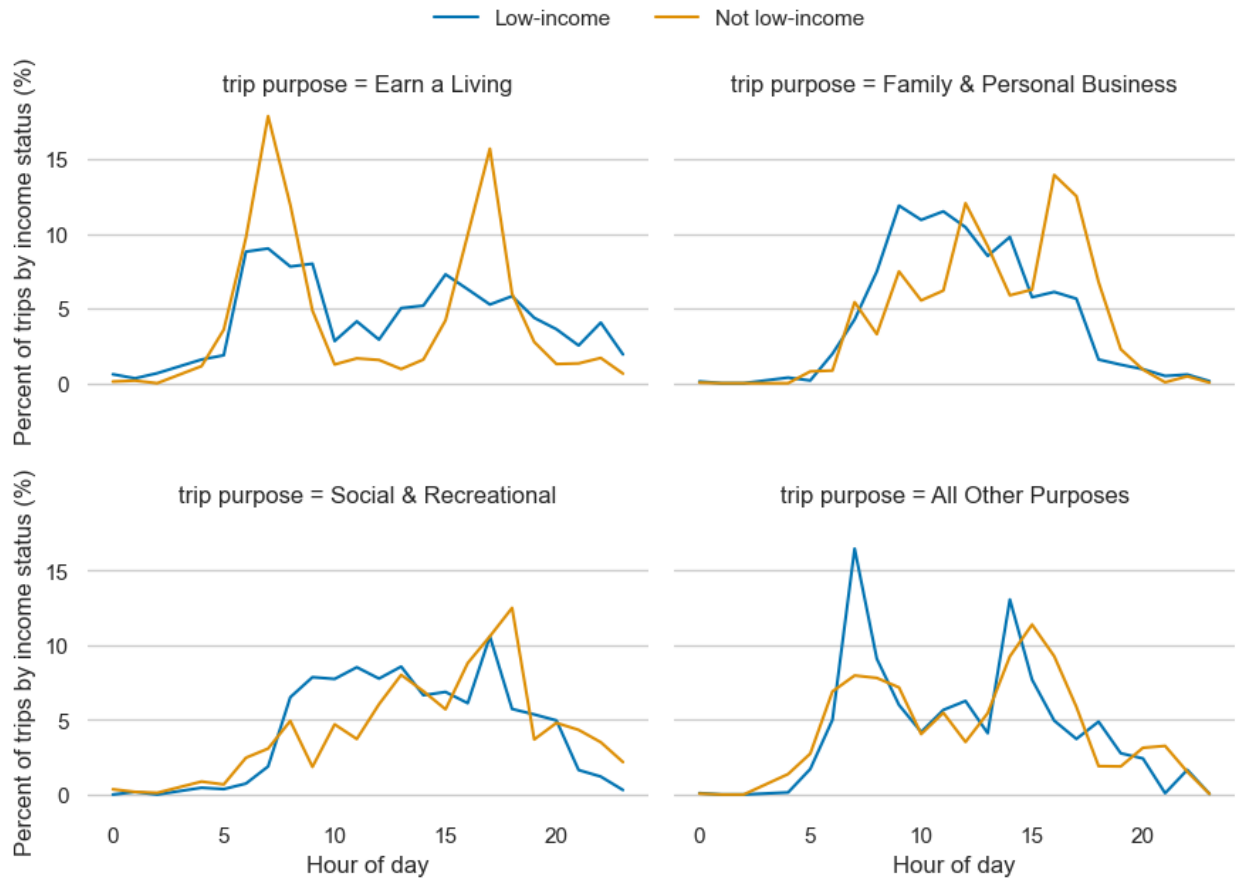 Low-income Not low-income
trip purpose = Earn a Living
trip purpose = Family & Personal Business
Percent of trips by income status (%)
15
10
5
0
trip purpose = Social & Recreational
trip purpose = All Other Purposes
Percent of trips by income status (%)
15
10
5
0
0 5 10 15 20
0 5 10 15 20
Hour of day
Hour of day